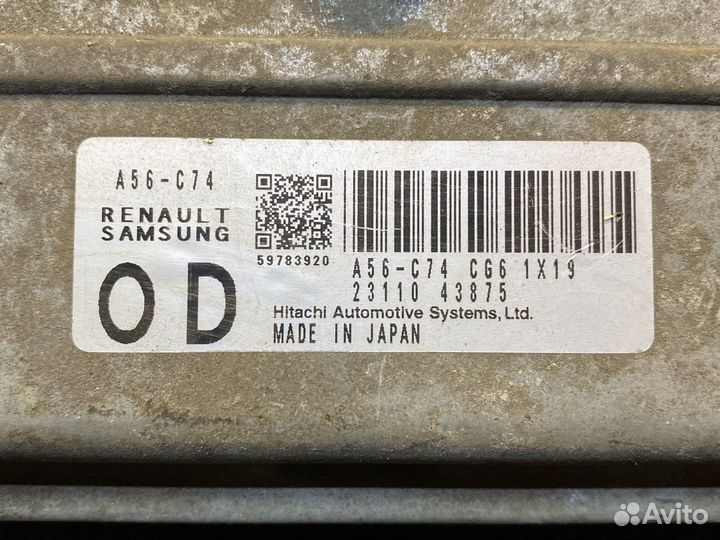 A56-C74
RENAULT
SAMSUNG
OD
59783920
A56-C74 CG6 1X19
23110 43875
Hitachi Automotive Systems, Ltd.
MADE IN JAPAN
Avito